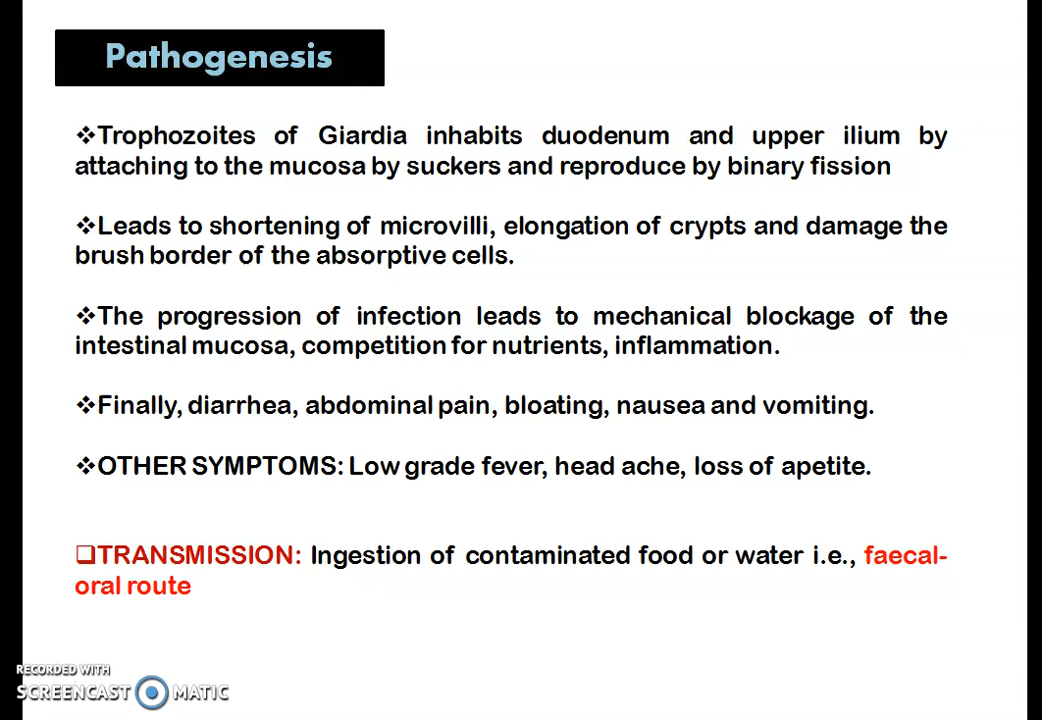 Pathogenesis
❖Trophozoites of Giardia inhabits duodenum and upper ilium by
attaching to the mucosa by suckers and reproduce by binary fission
❖Leads to shortening of microvilli, elongation of crypts and damage the
brush border of the absorptive cells.
❖The progression of infection leads to mechanical blockage of the
intestinal mucosa, competition for nutrients, inflammation.
❖Finally, diarrhea, abdominal pain, bloating, nausea and vomiting.
❖OTHER SYMPTOMS: Low grade fever, head ache, loss of apetite.
❑TRANSMISSION: Ingestion of contaminated food or water i.e., faecal-
oral route
RECORDED WITH
SCREENCAST MATIC